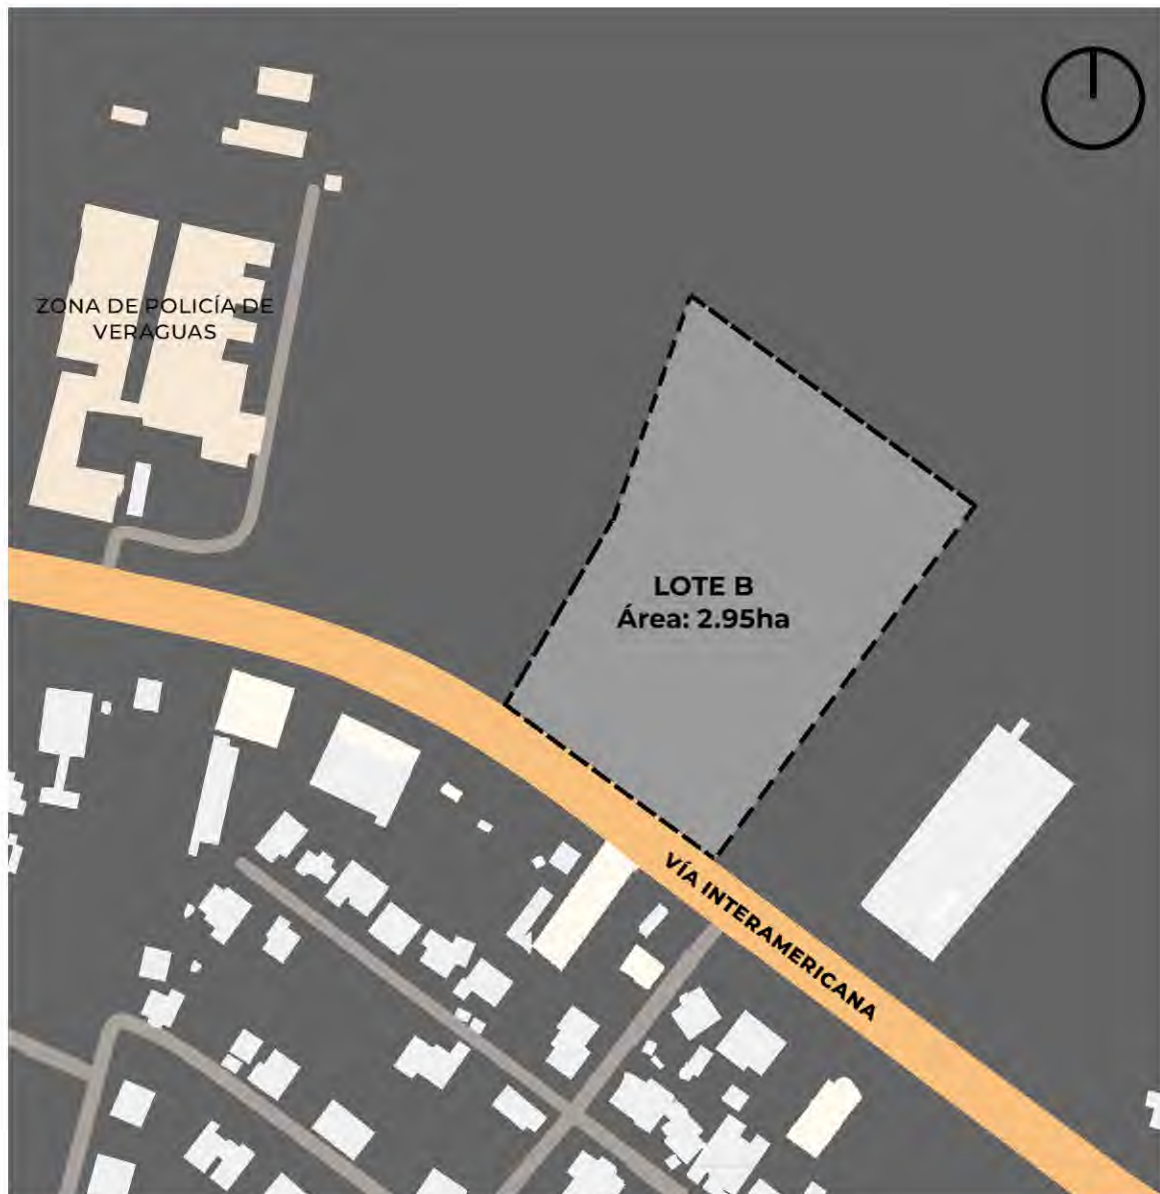 ZONA DE POLICÍA DE
VERAGUAS
LOTE B
Área: 2.95ha
VÍA INTERAMERICANA